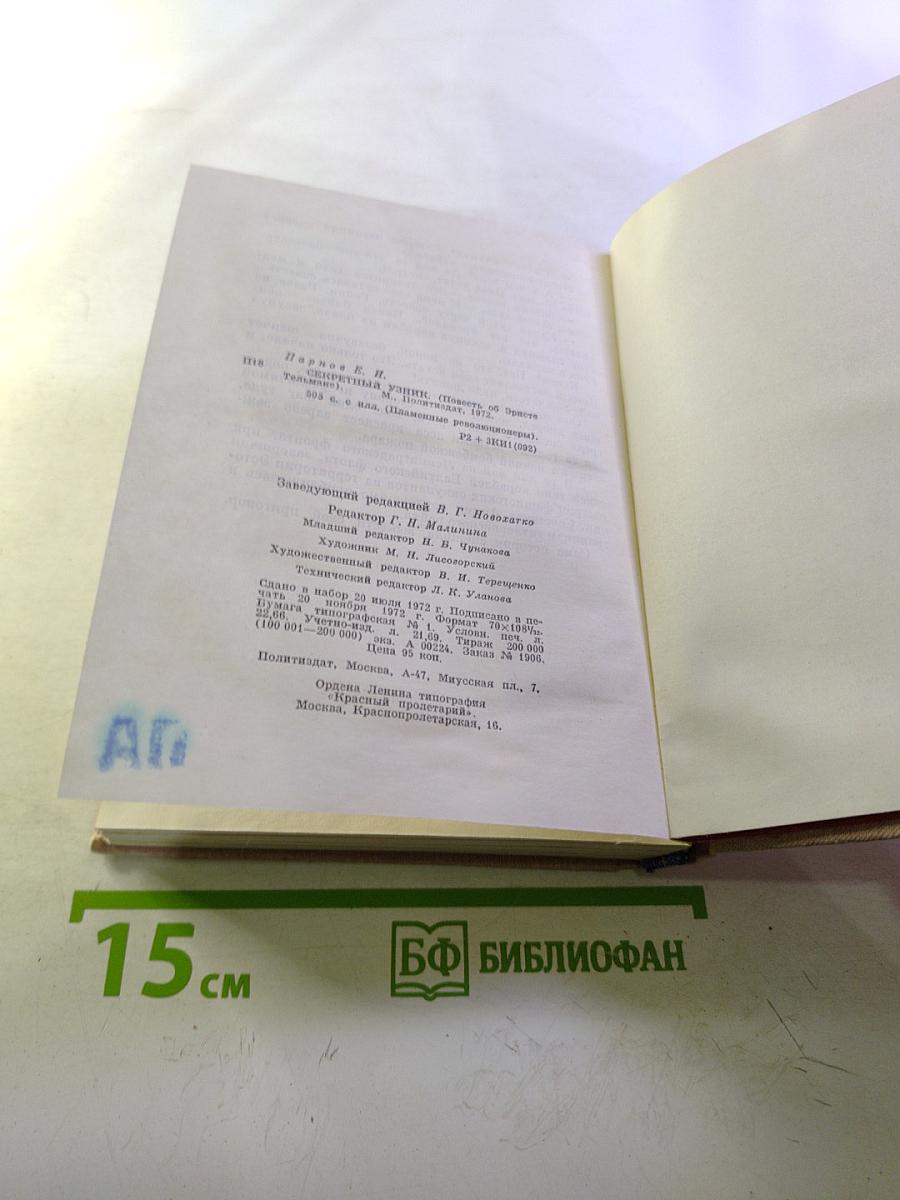 Парнов Е. И.
П18 СЕКРЕТНЫЙ УЗНИК. (Повесть об Эрнсте
Тельмане). М., Политиздат, 1972.
503 с. с илл. (Пламенные революционеры).
Р2 + 3КИ1(092)
Заведующий редакцией В. Г. Новохатко
Редактор Г. Н. Малинина
Младший редактор Н. Б. Чунакова
Художник М. Н. Лисогорский
Художественный редактор В. И. Терещенко
Технический редактор Л. К. Уланова
Сдано в набор 20 июля 1972 г. Подписано в пе-
чать 20 ноября 1972 г. Формат 70×108¹/₃₂.
Бумага типографская № 1. Условн. печ. л.
22,66. Учетно-изд. л. 21,69. Тираж 200 000
(100 001—200 000) экз. А 00224. Заказ № 1906.
Цена 95 коп.
Политиздат, Москва, А-47, Миусская пл., 7.
Ордена Ленина типография
«Красный пролетарий».
Москва, Краснопролетарская, 16.
15 см
БФ БИБЛИОФАН